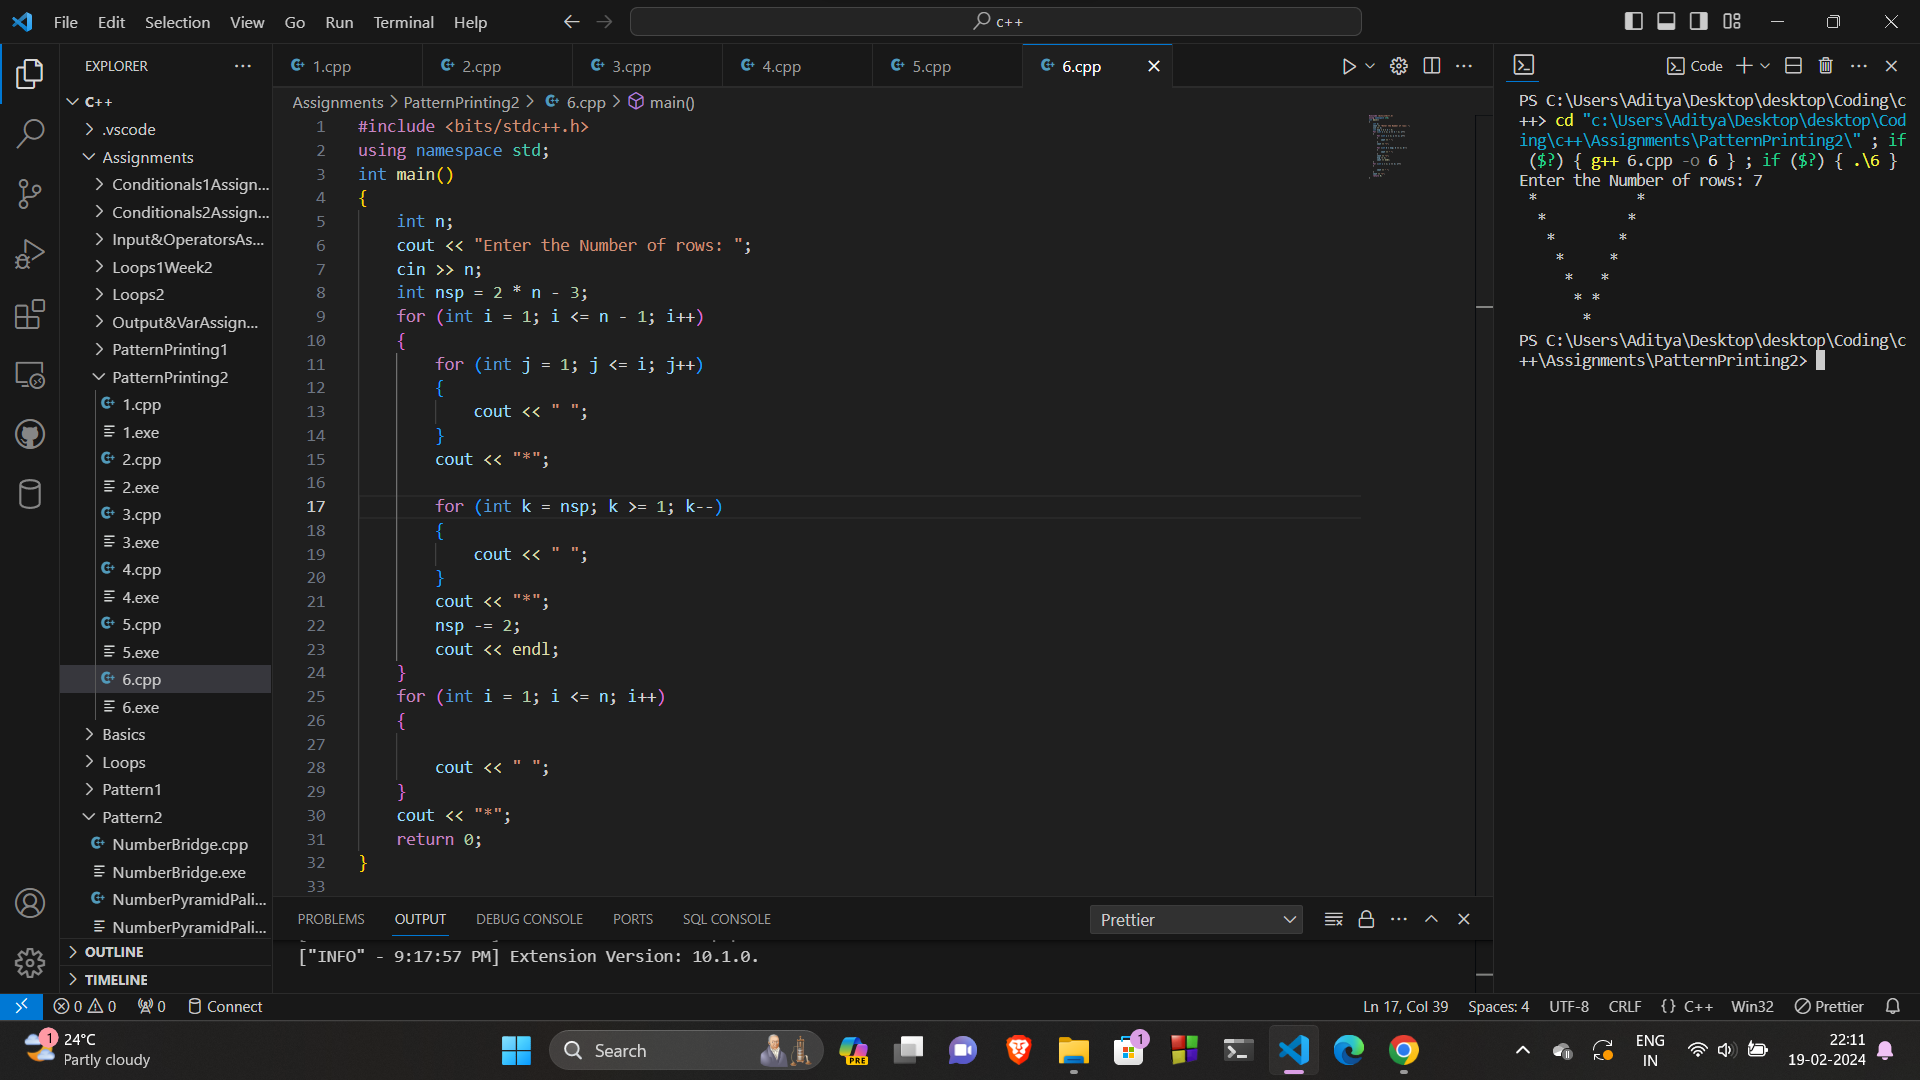 File Edit Selection View Go Run Terminal Help
c++
EXPLORER
C++
.vscode
Assignments
Conditionals1Assign...
Conditionals2Assign...
Input&OperatorsAs...
Loops1Week2
Loops2
Output&VarAssign...
PatternPrinting1
PatternPrinting2
1.cpp
1.exe
2.cpp
2.exe
3.cpp
3.exe
4.cpp
4.exe
5.cpp
5.exe
6.cpp
6.exe
Basics
Loops
Pattern1
Pattern2
NumberBridge.cpp
NumberBridge.exe
NumberPyramidPali...
NumberPyramidPali...
OUTLINE
TIMELINE
1.cpp 2.cpp 3.cpp 4.cpp 5.cpp 6.cpp
Assignments > PatternPrinting2 > 6.cpp > main()
1 #include <bits/stdc++.h>
2 using namespace std;
3 int main()
4 {
5 int n;
6 cout << "Enter the Number of rows: ";
7 cin >> n;
8 int nsp = 2 * n - 3;
9 for (int i = 1; i <= n - 1; i++)
10 {
11 for (int j = 1; j <= i; j++)
12 {
13 cout << " ";
14 }
15 cout << "*";
16
17 for (int k = nsp; k >= 1; k--)
18 {
19 cout << " ";
20 }
21 cout << "*";
22 nsp -= 2;
23 cout << endl;
24 }
25 for (int i = 1; i <= n; i++)
26 {
27
28 cout << " ";
29 }
30 cout << "*";
31 return 0;
32 }
33
PROBLEMS OUTPUT DEBUG CONSOLE PORTS SQL CONSOLE
Prettier
["INFO" - 9:17:57 PM] Extension Version: 10.1.0.
Code
PS C:\Users\Aditya\Desktop\desktop\Coding\c
++> cd "c:\Users\Aditya\Desktop\desktop\Cod
ing\c++\Assignments\PatternPrinting2\" ; if
($?) { g++ 6.cpp -o 6 } ; if ($?) { .\6 }
Enter the Number of rows: 7
 *           *
  *         *
   *       *
    *     *
     *   *
      * *
       *
PS C:\Users\Aditya\Desktop\desktop\Coding\c
++\Assignments\PatternPrinting2>
0 0 0 Connect
Ln 17, Col 39 Spaces: 4 UTF-8 CRLF {} C++ Win32 Prettier
1
24°C
Partly cloudy
Search
PRE
1
ENG
IN
22:11
19-02-2024